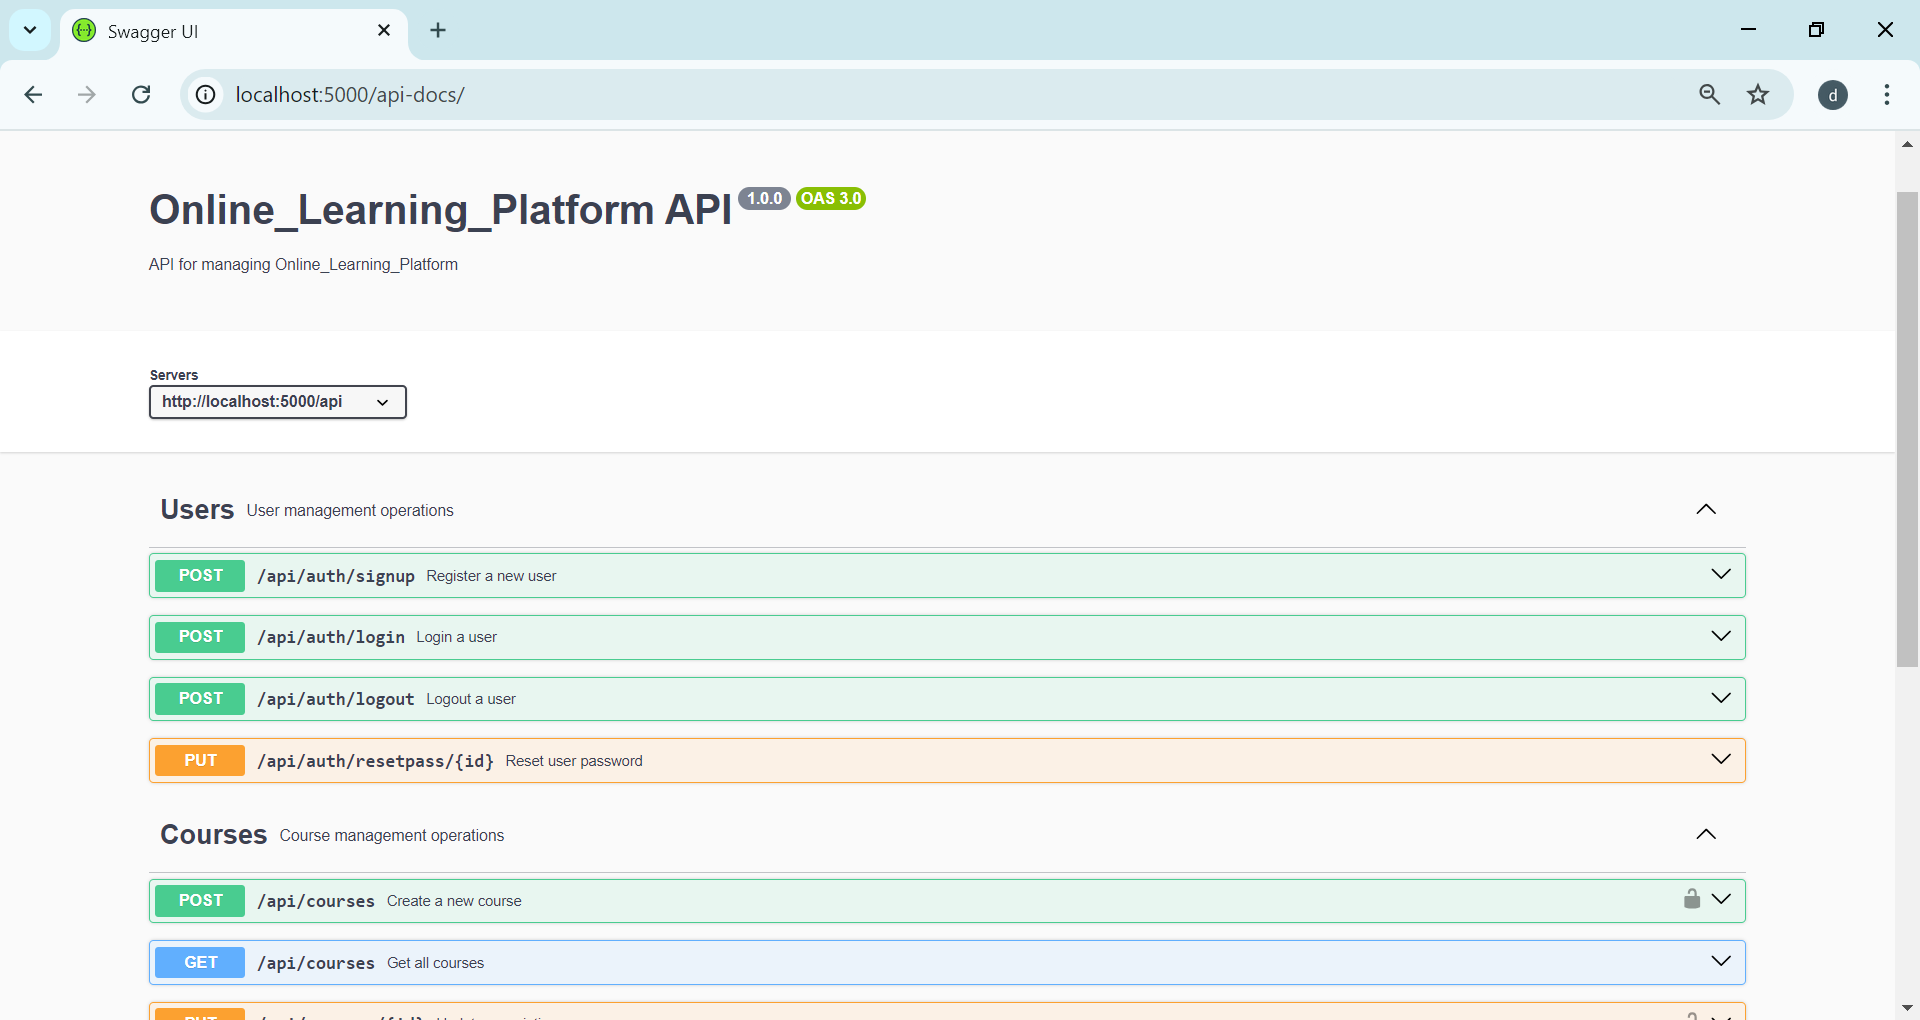 Swagger UI
localhost:5000/api-docs/
d
Online_Learning_Platform API 1.0.0 OAS 3.0
API for managing Online_Learning_Platform
Servers
http://localhost:5000/api
Users User management operations
POST /api/auth/signup Register a new user
POST /api/auth/login Login a user
POST /api/auth/logout Logout a user
PUT /api/auth/resetpass/{id} Reset user password
Courses Course management operations
POST /api/courses Create a new course
GET /api/courses Get all courses
PUT